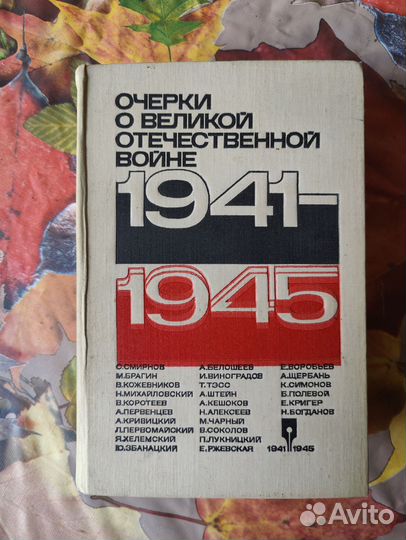 ОЧЕРКИ
О ВЕЛИКОЙ
ОТЕЧЕСТВЕННОЙ
ВОЙНЕ
1941–
1945
С.СМИРНОВ А.БЕЛОШЕЕВ Е.ВОРОБЬЕВ
М.БРАГИН И.ВИНОГРАДОВ А.ЩЕРБАНЬ
В.КОЖЕВНИКОВ Т.ТЭСС К.СИМОНОВ
Н.МИХАЙЛОВСКИЙ А.ШТЕЙН Б.ПОЛЕВОЙ
В.КОРОТЕЕВ А.КЕШОКОВ Е.КРИГЕР
А.ПЕРВЕНЦЕВ Н.АЛЕКСЕЕВ Н.БОГДАНОВ
А.КРИВИЦКИЙ М.ЧАРНЫЙ
Л.ПЕРВОМАЙСКИЙ В.СОКОЛОВ
Я.ХЕЛЕМСКИЙ П.ЛУКНИЦКИЙ
Ю.ЗБАНАЦКИЙ Е.РЖЕВСКАЯ 1941 1945
Avito